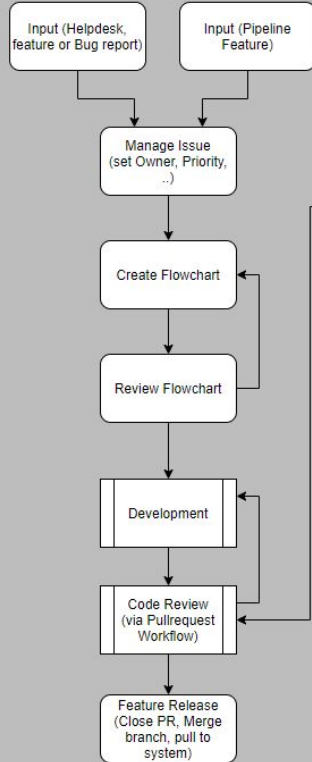 Input (Helpdesk,
feature or Bug report)
Input (Pipeline
Feature)
Manage Issue
(set Owner, Priority,
..)
Create Flowchart
Review Flowchart
Development
Code Review
(via Pullrequest
Workflow)
Feature Release
(Close PR, Merge
branch, pull to
system)